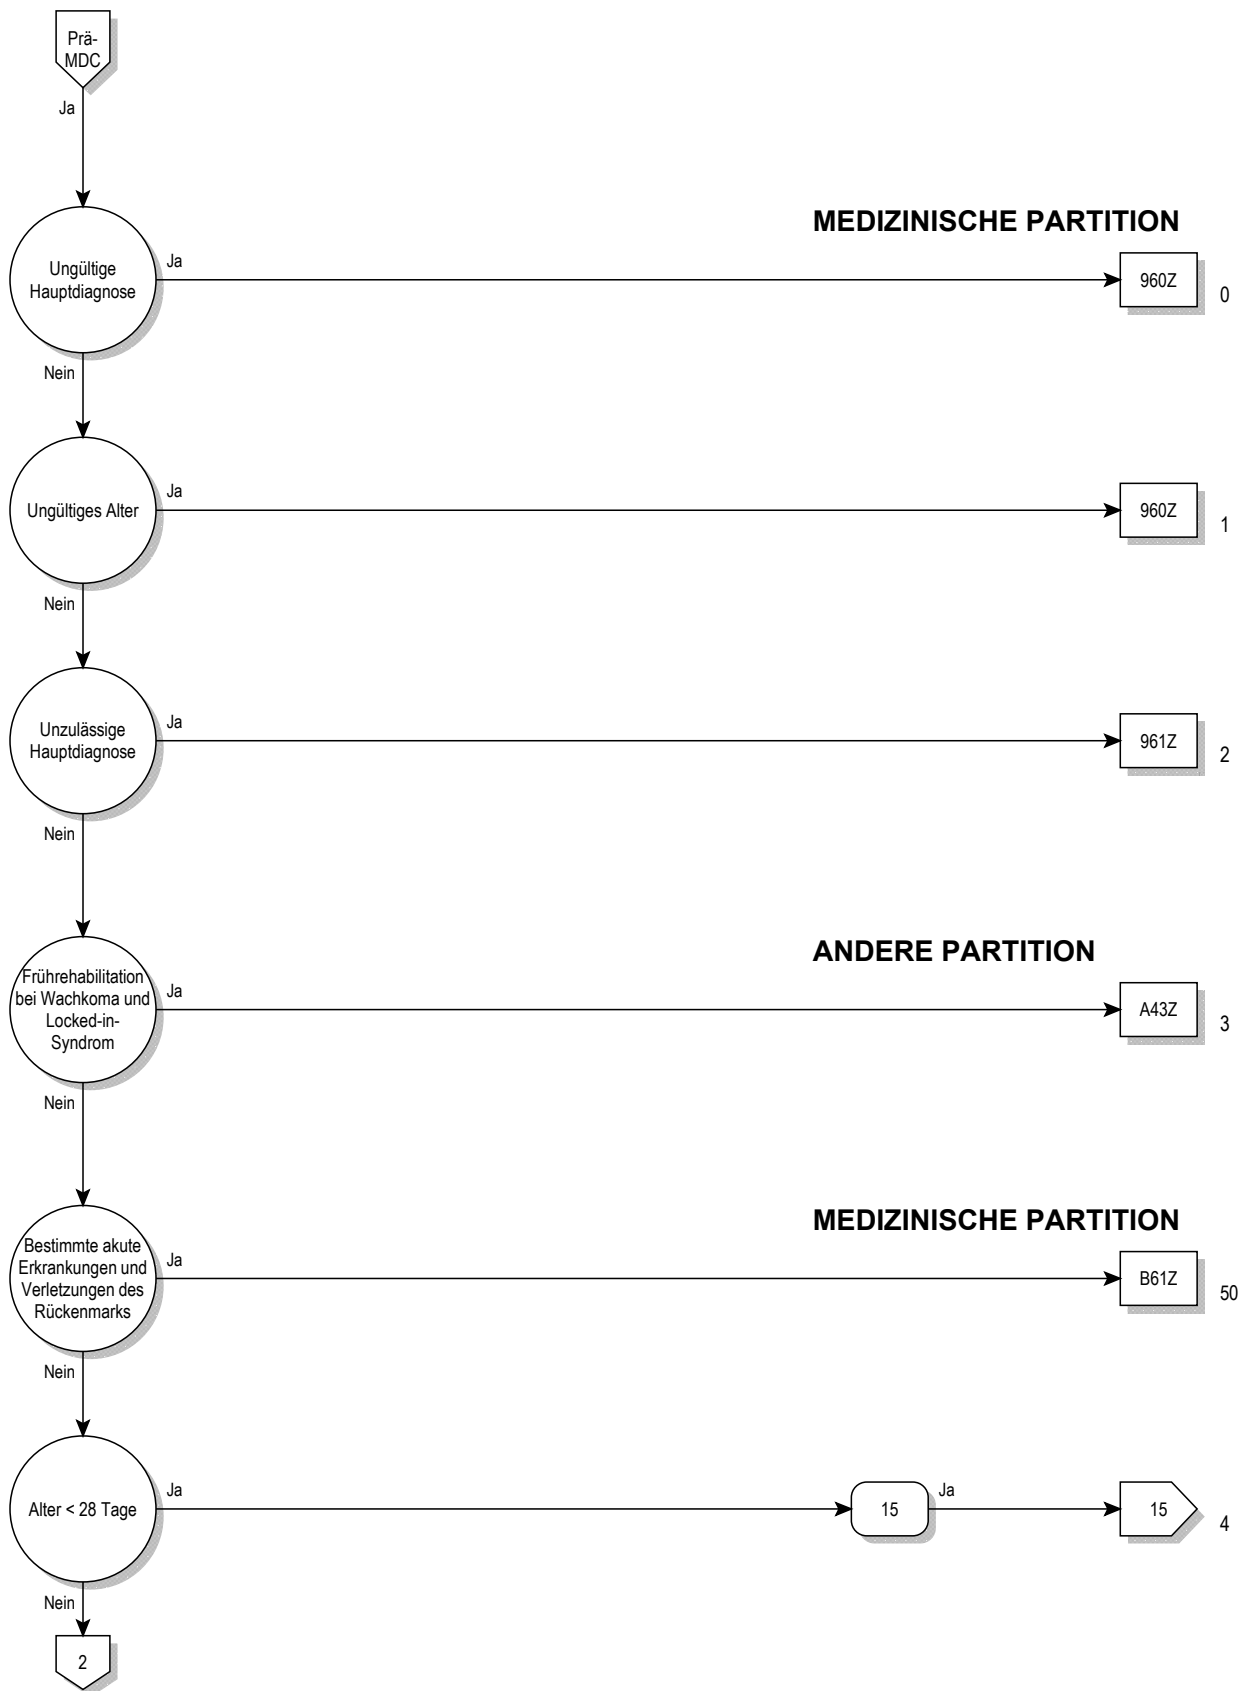 Prä-
MDC
Ja
MEDIZINISCHE PARTITION
Ungültige
Hauptdiagnose
Ja
960Z
0
Nein
Ungültiges Alter
Ja
960Z
1
Nein
Unzulässige
Hauptdiagnose
Ja
961Z
2
Nein
ANDERE PARTITION
Frührehabilitation
bei Wachkoma und
Locked-in-
Syndrom
Ja
A43Z
3
Nein
MEDIZINISCHE PARTITION
Bestimmte akute
Erkrankungen und
Verletzungen des
Rückenmarks
Ja
B61Z
50
Nein
Alter < 28 Tage
Ja
15
Ja
15
4
Nein
2